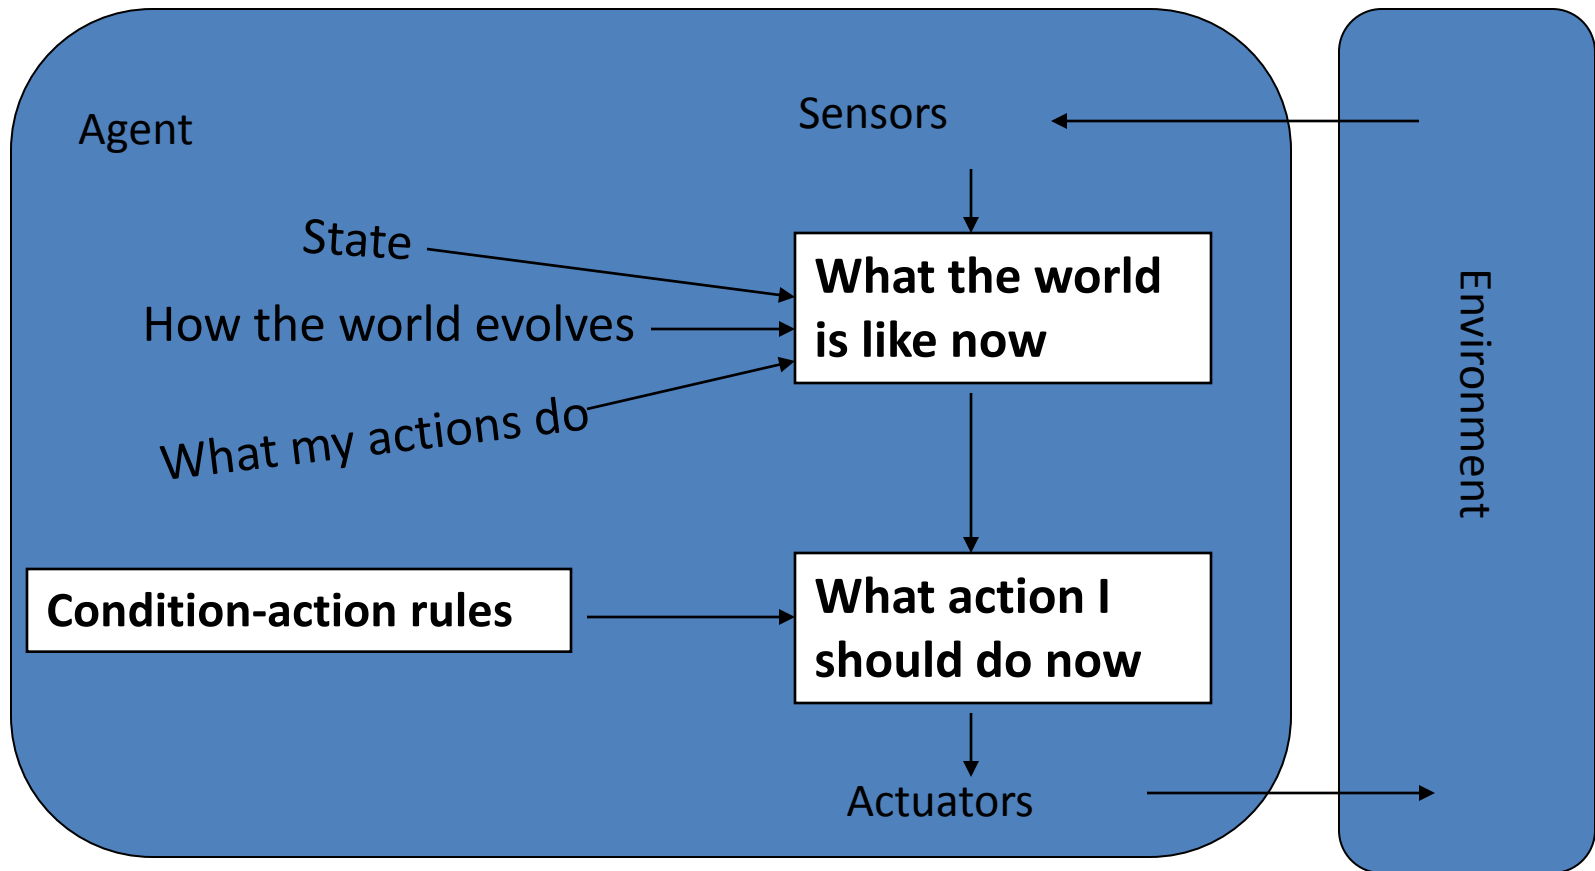 Agent
Sensors
State
How the world evolves
What my actions do
What the world
is like now
Condition-action rules
What action I
should do now
Actuators
Environment